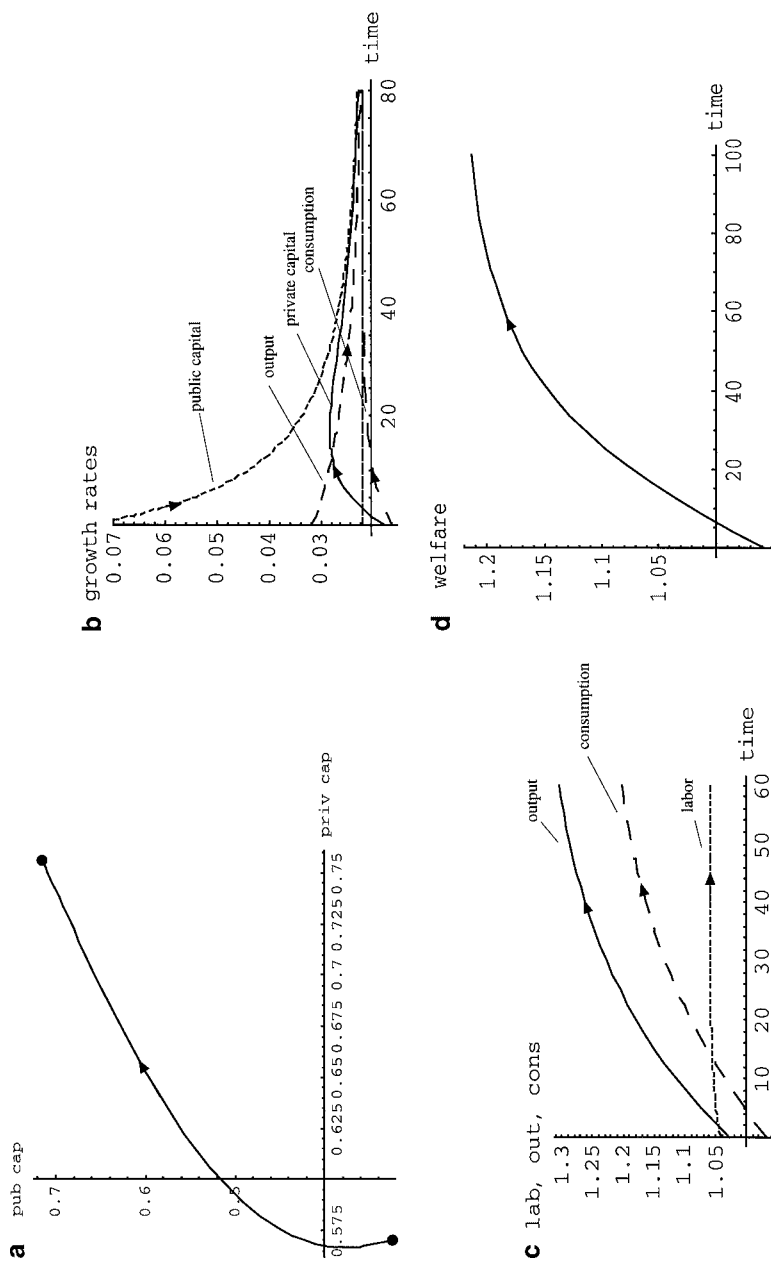 a
pub cap
0.7
0.6
0.5
0.575
0.625
0.65
0.675
0.7
0.725
0.75
priv cap
b growth rates
0.07
0.06
0.05
0.04
0.03
public capital
output
private capital
consumption
20
40
60
80
time
c lab, out, cons
1.3
1.25
1.2
1.15
1.1
1.05
output
consumption
labor
10
20
30
40
50
60
time
d welfare
1.2
1.15
1.1
1.05
20
40
60
80
100
time